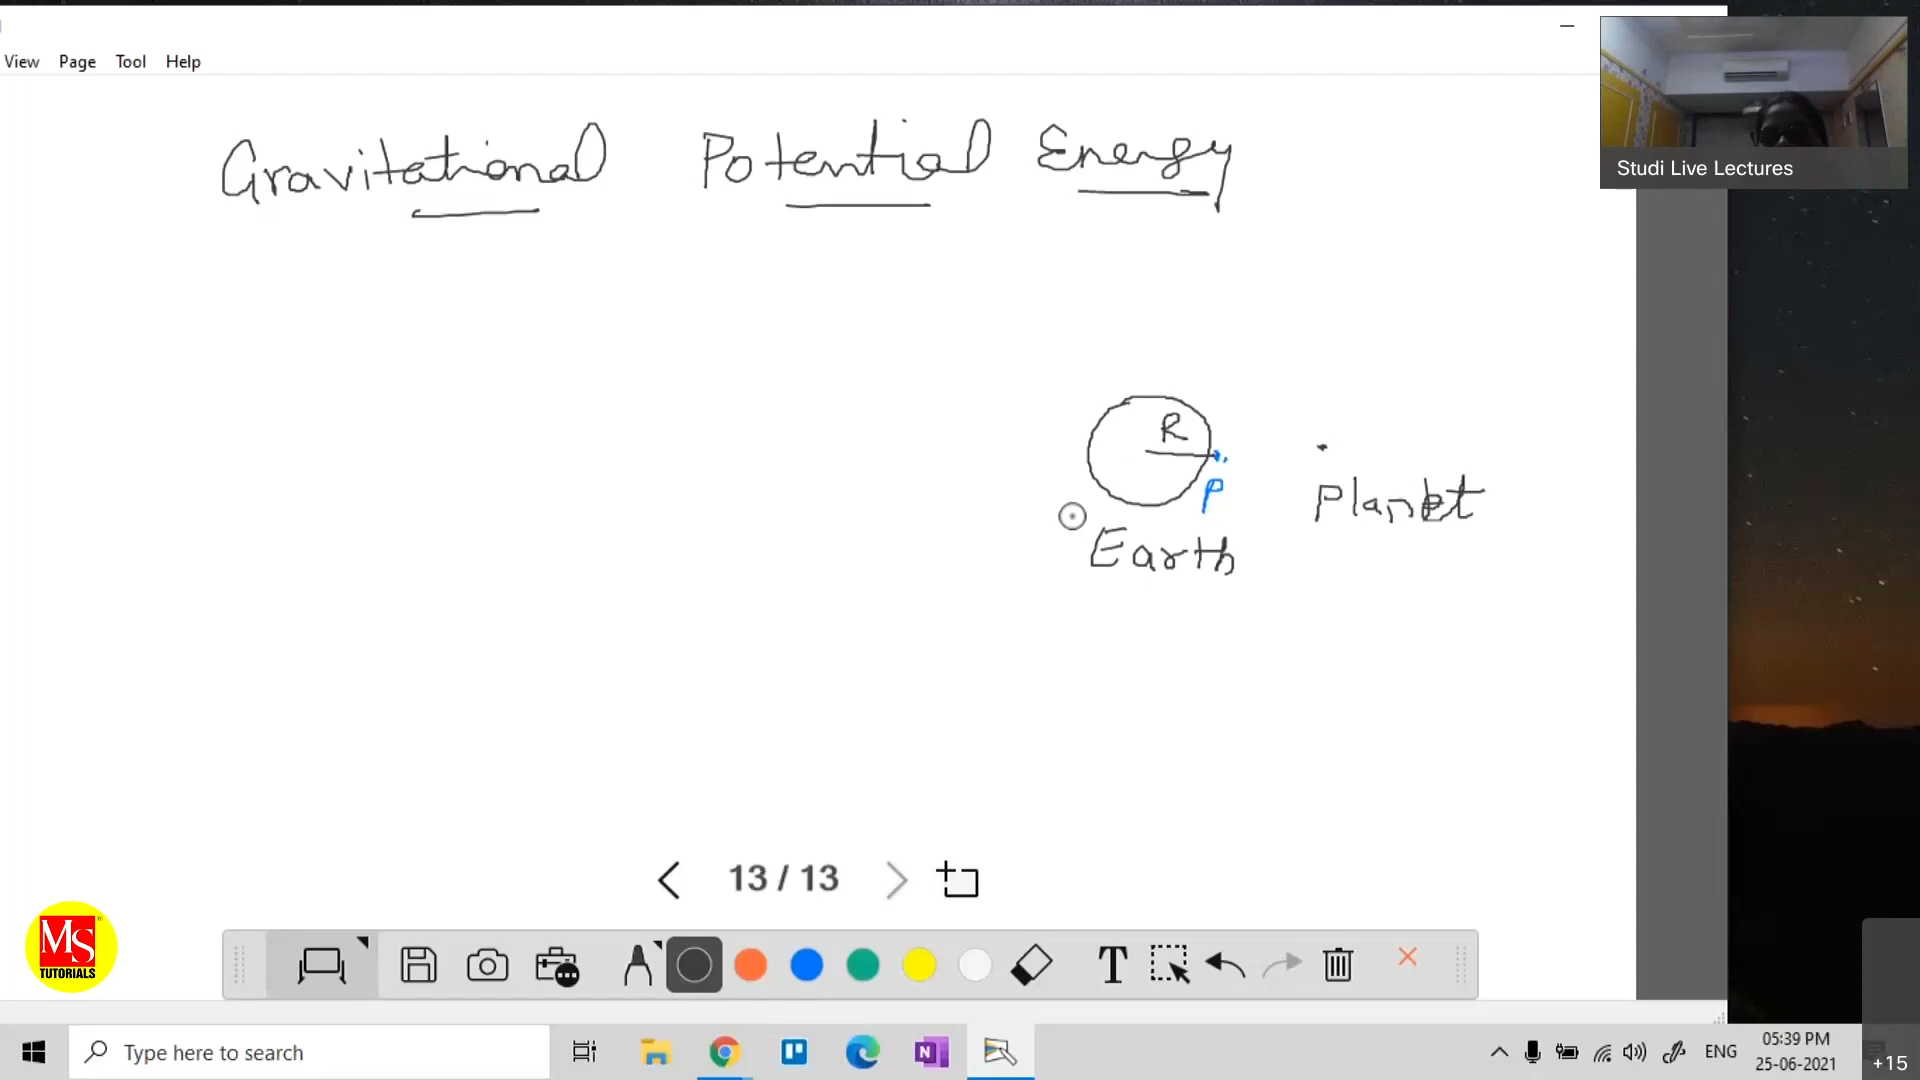 View Page Tool Help
Studi Live Lectures
Gravitational Potential Energy
R
P
Planet
Earth
13 / 13
MS
TUTORIALS
T
Type here to search
N
ENG
05:39 PM
25-06-2021
+15